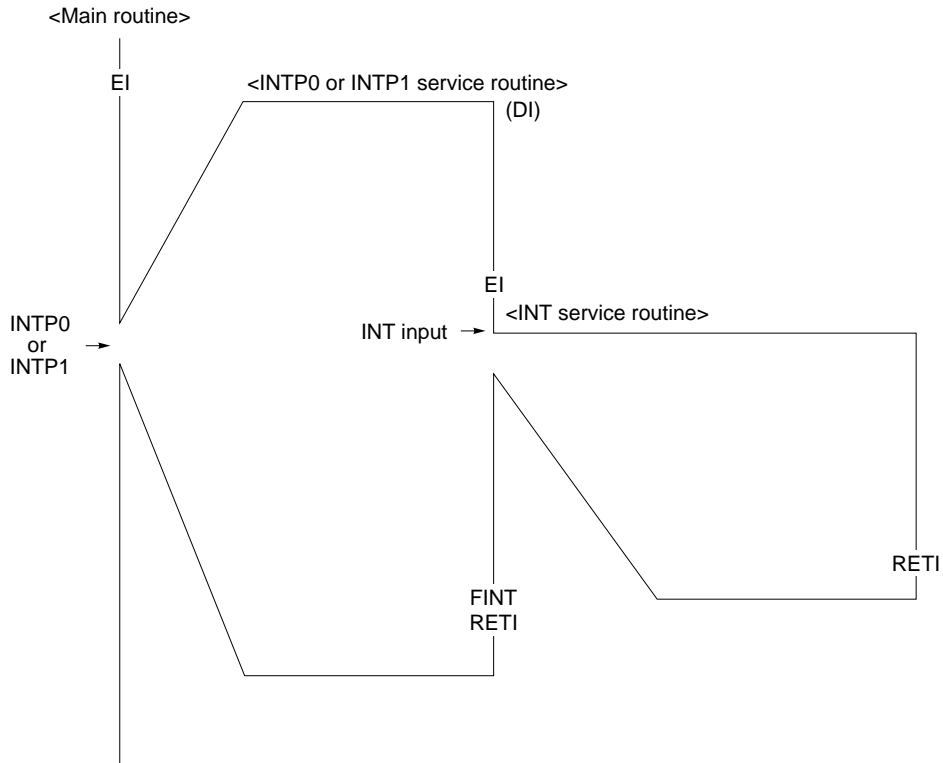 <Main routine>
EI
<INTP0 or INTP1 service routine>
(DI)
EI
<INT service routine>
INTP0
or
INTP1
INT input
RETI
FINT
RETI